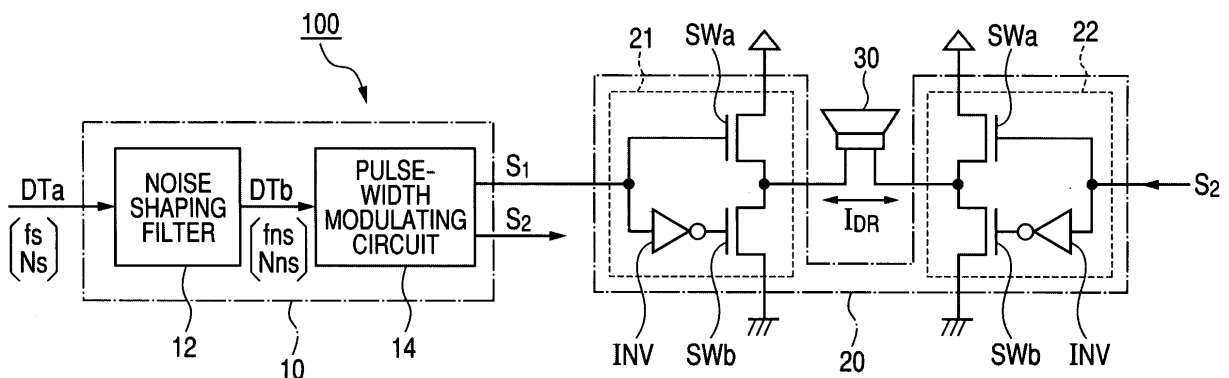 100
21
SWa
30
SWa
22
DTa
(fs
Ns)
NOISE
SHAPING
FILTER
DTb
(fns
Nns)
PULSE-
WIDTH
MODULATING
CIRCUIT
S1
S2
IDR
S2
12
14
10
INV
SWb
20
SWb
INV